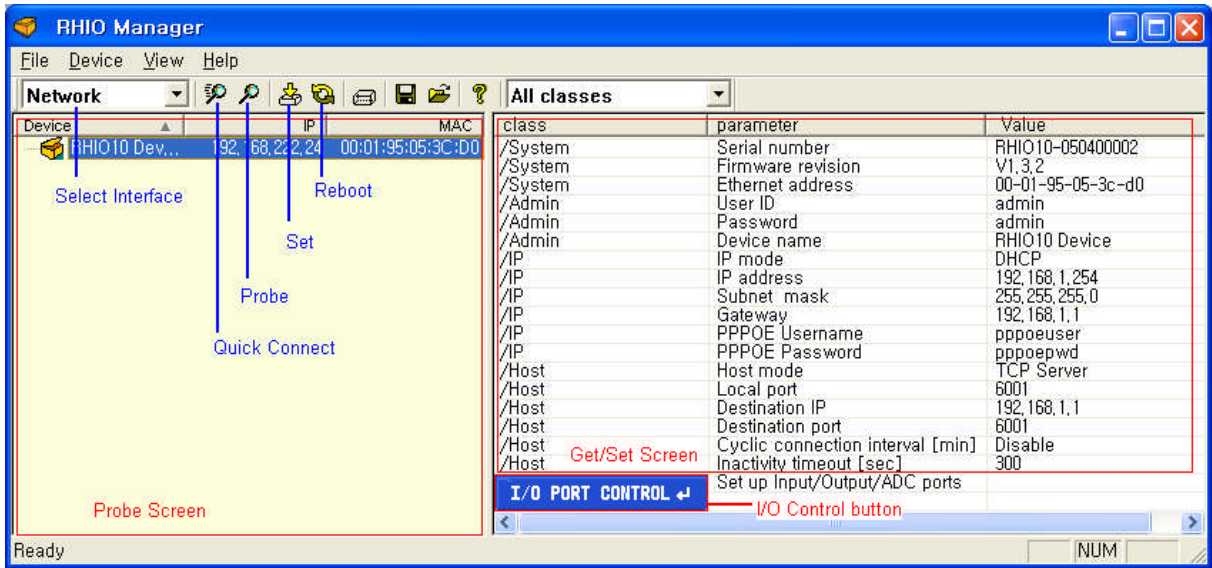 RHIO Manager
File Device View Help
Network All classes
Device IP MAC
RHIO10 Dev,,, 192,168,222,24 00:01:95:05:3C:D0
Select Interface
Reboot
Set
Probe
Quick Connect
Probe Screen
class parameter Value
/System Serial number RHIO10-050400002
/System Firmware revision V1,3,2
/System Ethernet address 00-01-95-05-3c-d0
/Admin User ID admin
/Admin Password admin
/Admin Device name RHIO10 Device
/IP IP mode DHCP
/IP IP address 192,168,1,254
/IP Subnet mask 255,255,255,0
/IP Gateway 192,168,1,1
/IP PPPOE Username pppoeuser
/IP PPPOE Password pppoepwd
/Host Host mode TCP Server
/Host Local port 6001
/Host Destination IP 192,168,1,1
/Host Destination port 6001
/Host Cyclic connection interval [min] Disable
/Host Inactivity timeout [sec] 300
Get/Set Screen
Set up Input/Output/ADC ports
I/O PORT CONTROL ↵
I/O Control button
Ready NUM